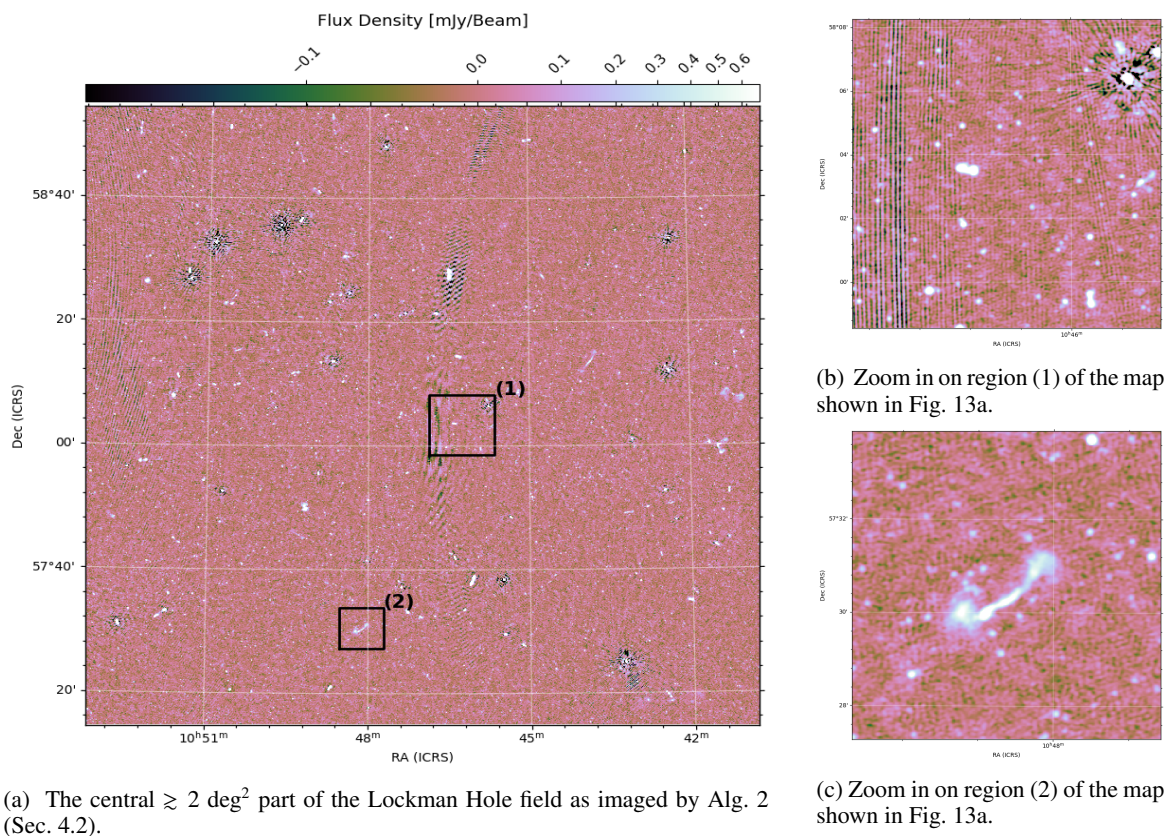 Flux Density [mJy/Beam]
−0.1
0.0
0.1
0.2
0.3
0.4
0.5
0.6
58°40'
20'
00'
57°40'
20'
Dec (ICRS)
(1)
(2)
10ʰ51ᵐ
48ᵐ
45ᵐ
42ᵐ
RA (ICRS)
(a) The central ≳ 2 deg² part of the Lockman Hole field as imaged by Alg. 2
(Sec. 4.2).
58°08'
06'
04'
02'
00'
Dec (ICRS)
10ʰ46ᵐ
RA (ICRS)
(b) Zoom in on region (1) of the map
shown in Fig. 13a.
57°32'
30'
28'
Dec (ICRS)
10ʰ48ᵐ
RA (ICRS)
(c) Zoom in on region (2) of the map
shown in Fig. 13a.